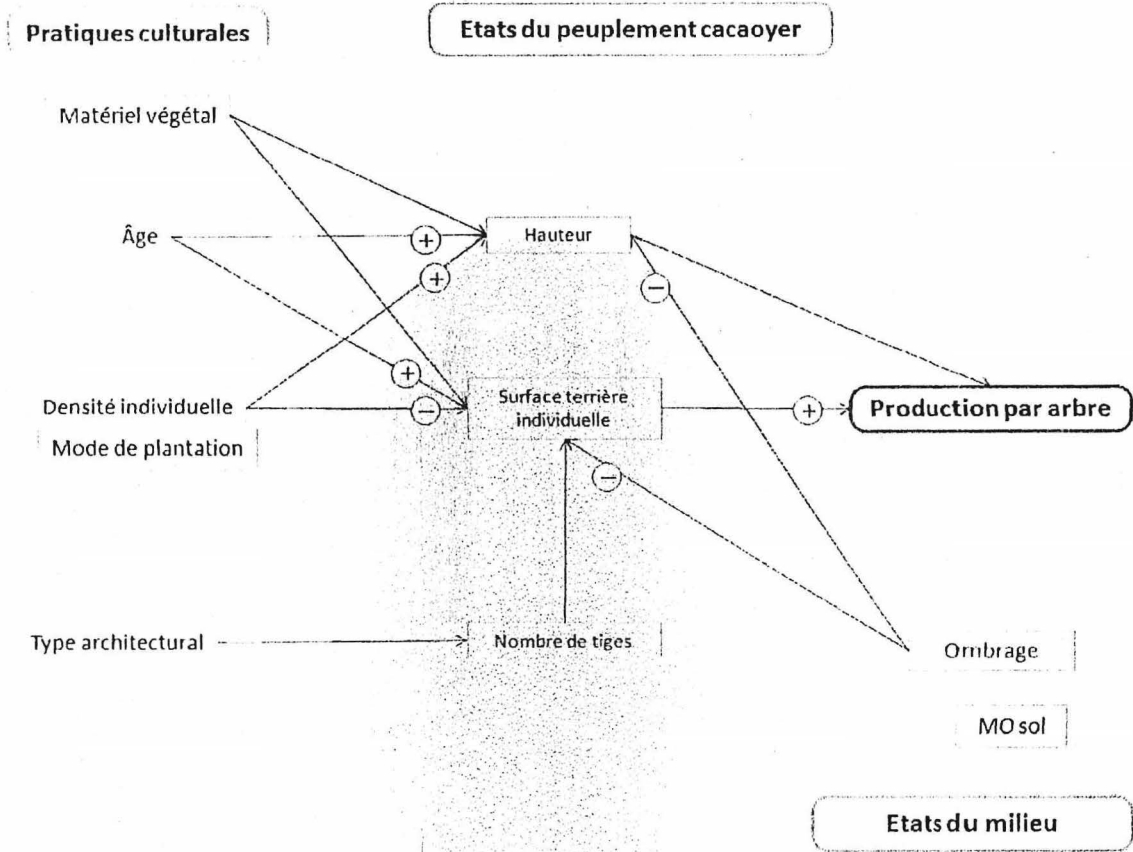 Pratiques culturales
Etats du peuplement cacaoyer
Matériel végétal
Âge
Hauteur
+
+
−
+
Densité individuelle
−
Surface terrière
individuelle
+
Production par arbre
Mode de plantation
−
Type architectural
Nombre de tiges
Ombrage
MO sol
Etats du milieu